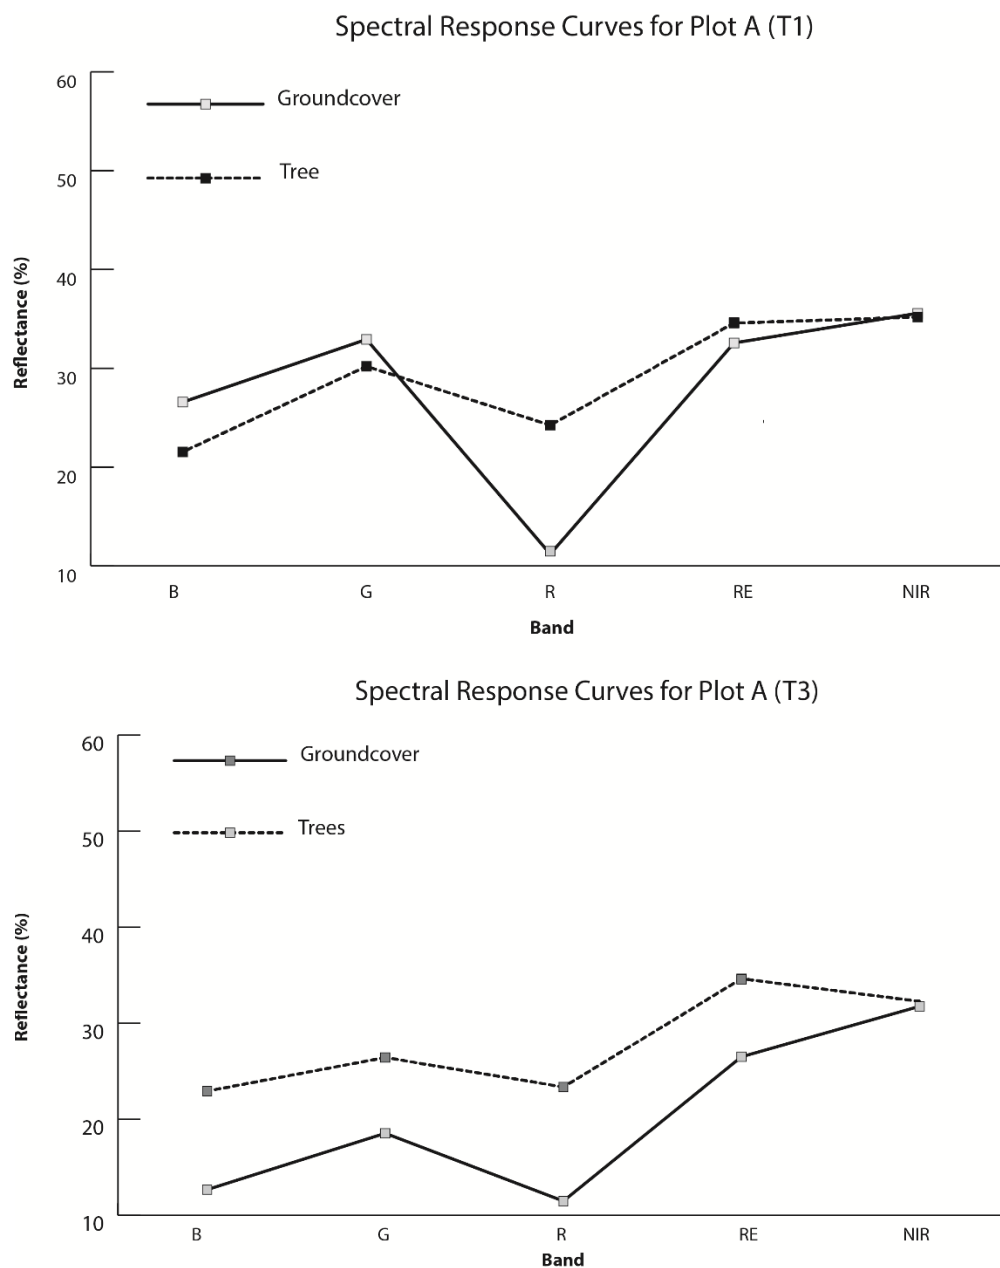 Spectral Response Curves for Plot A (T1)
60
Groundcover
50
Tree
40
Reflectance (%)
30
20
10
B G R RE NIR
Band
Spectral Response Curves for Plot A (T3)
60
Groundcover
50
Trees
40
Reflectance (%)
30
20
10
B G R RE NIR
Band